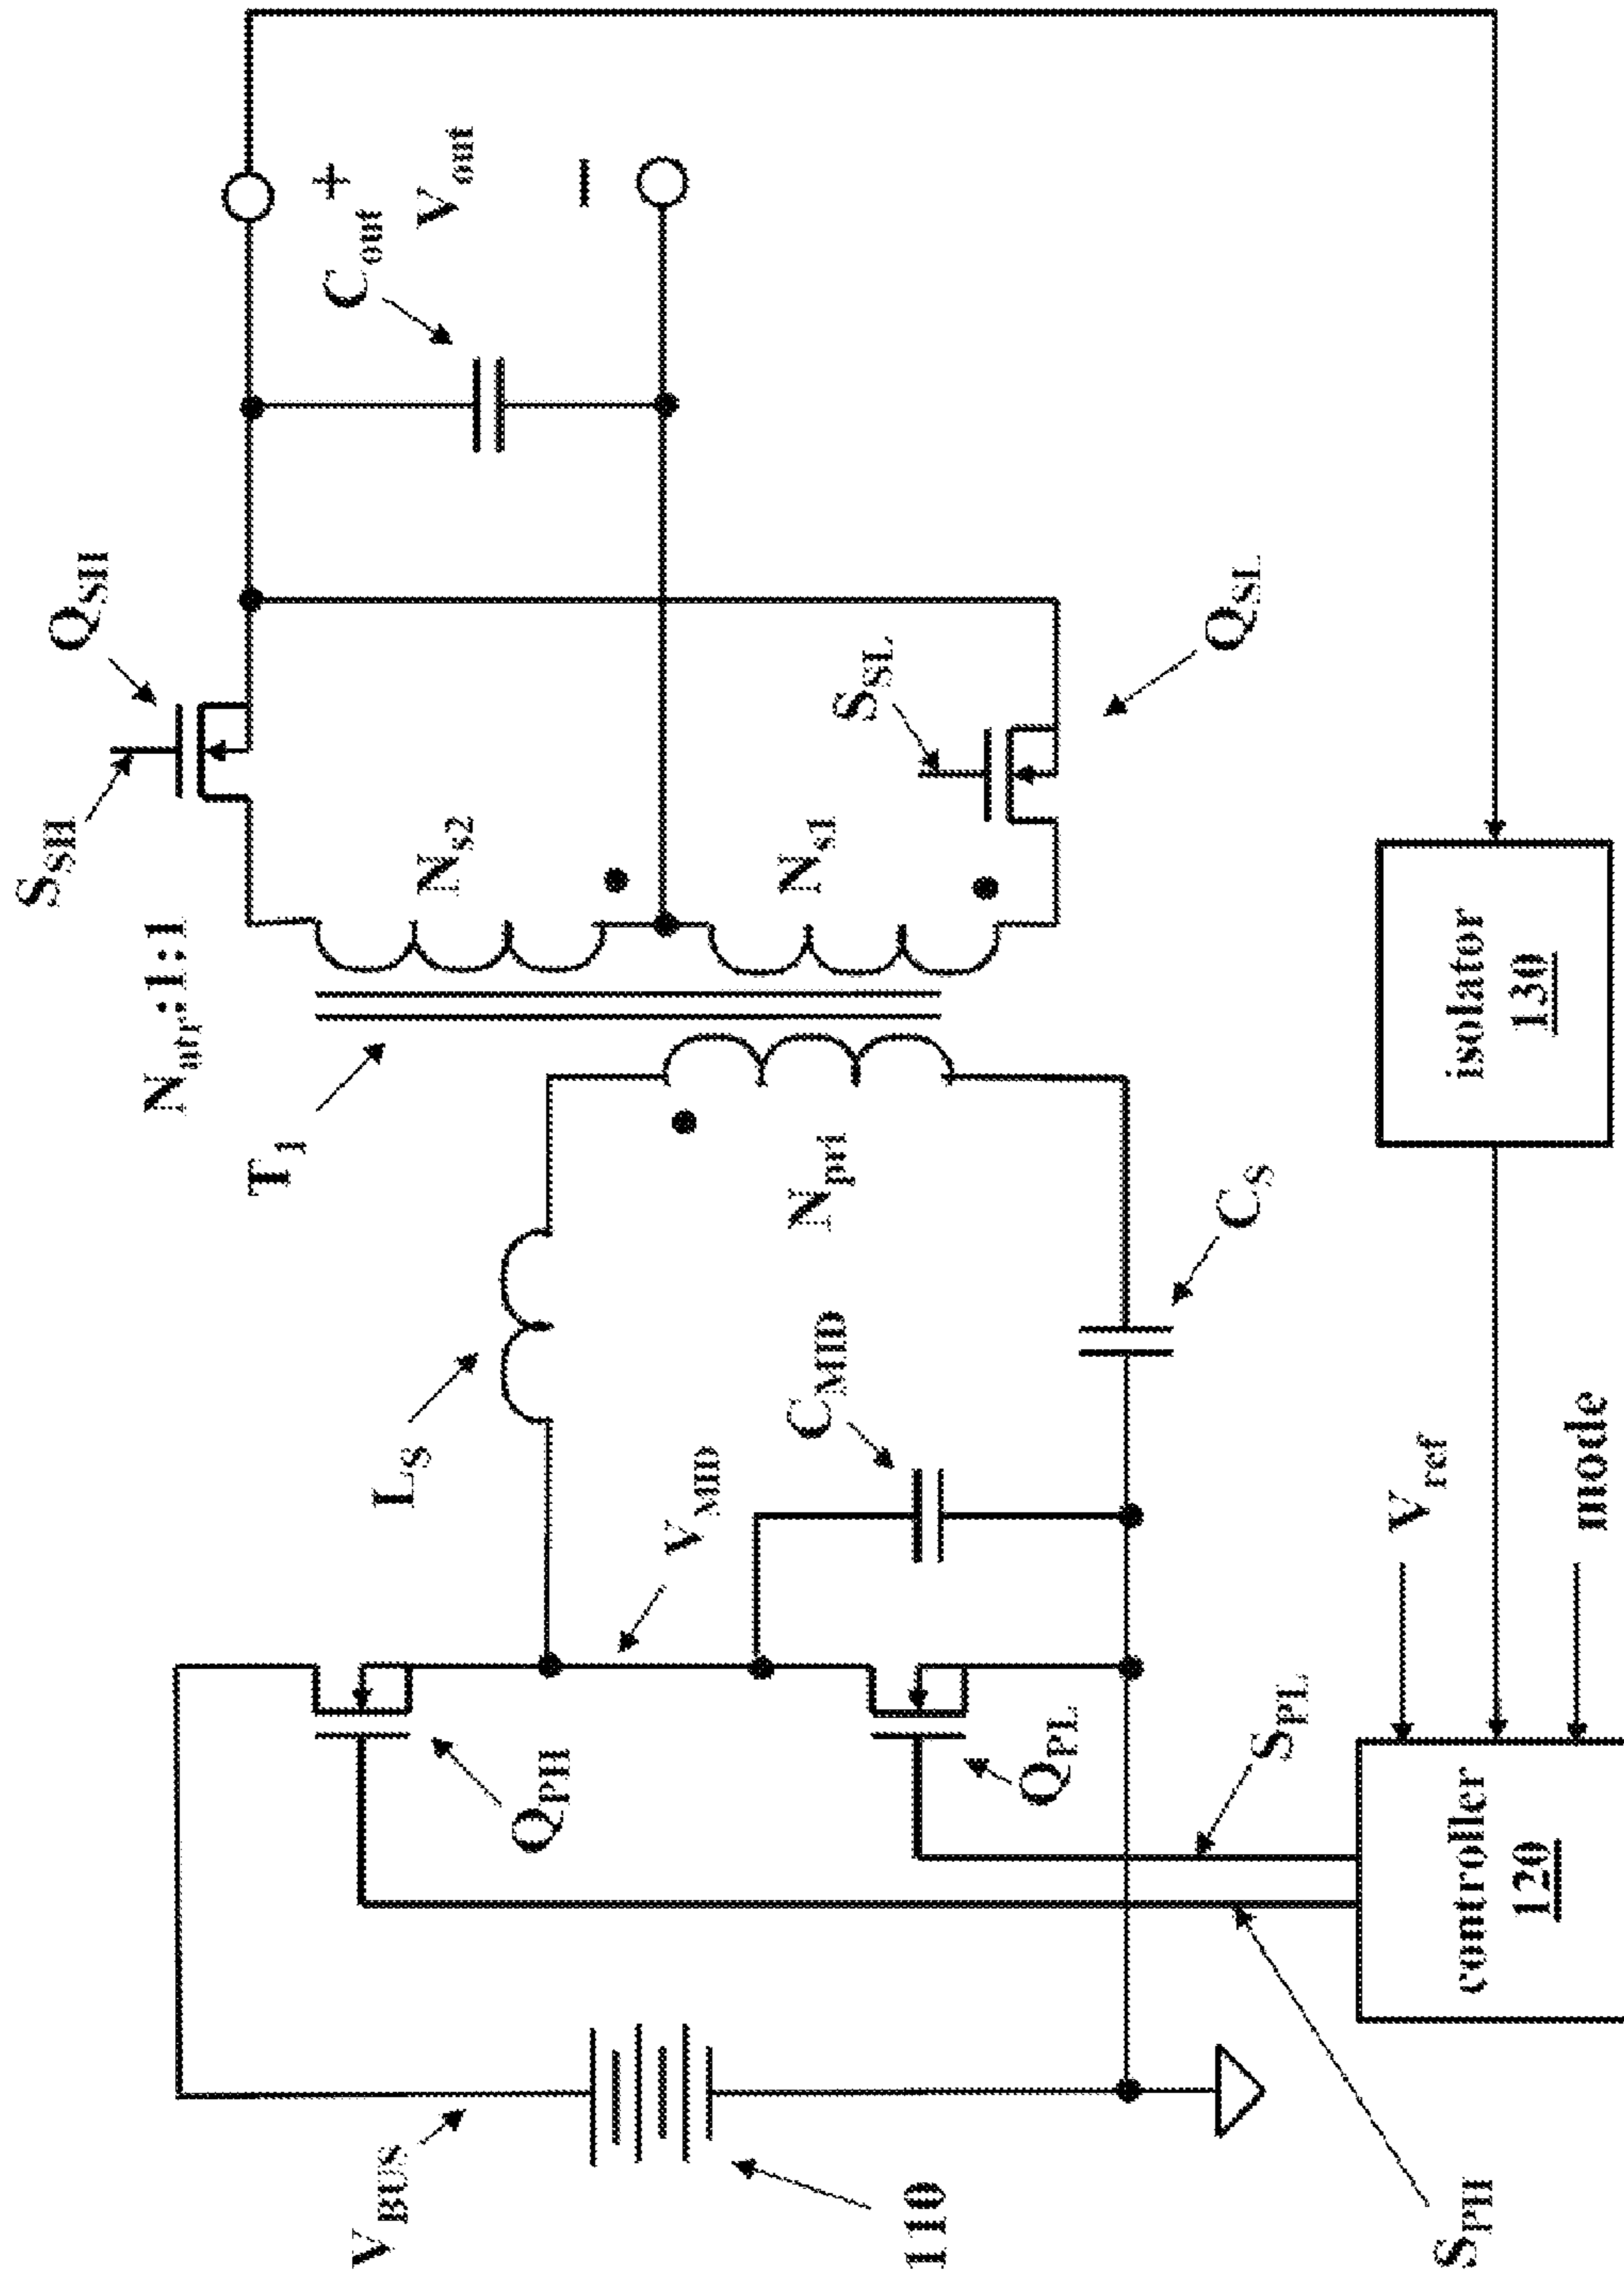 S_SH
Q_SH
N_ntr:1:1
T_1
C_out
+
V_out
−
N_s2
N_s1
S_SL
Q_SL
L_S
N_pri
V_BUS
Q_PH
V_MID
C_MID
C_S
110
Q_PL
S_PL
S_PH
V_ref
mode
controller
120
isolator
130